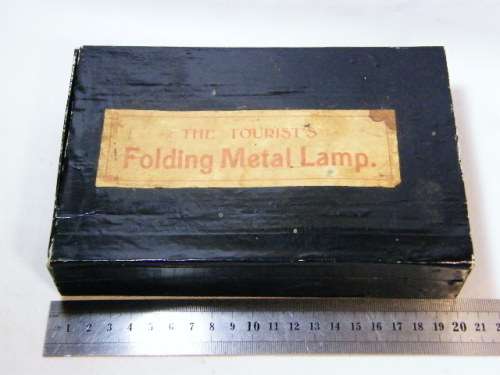 THE TOURIST'S
Folding Metal Lamp.
1 2 3 4 5 6 7 8 9 10 11 12 13 14 15 16 17 18 19 20 21 2